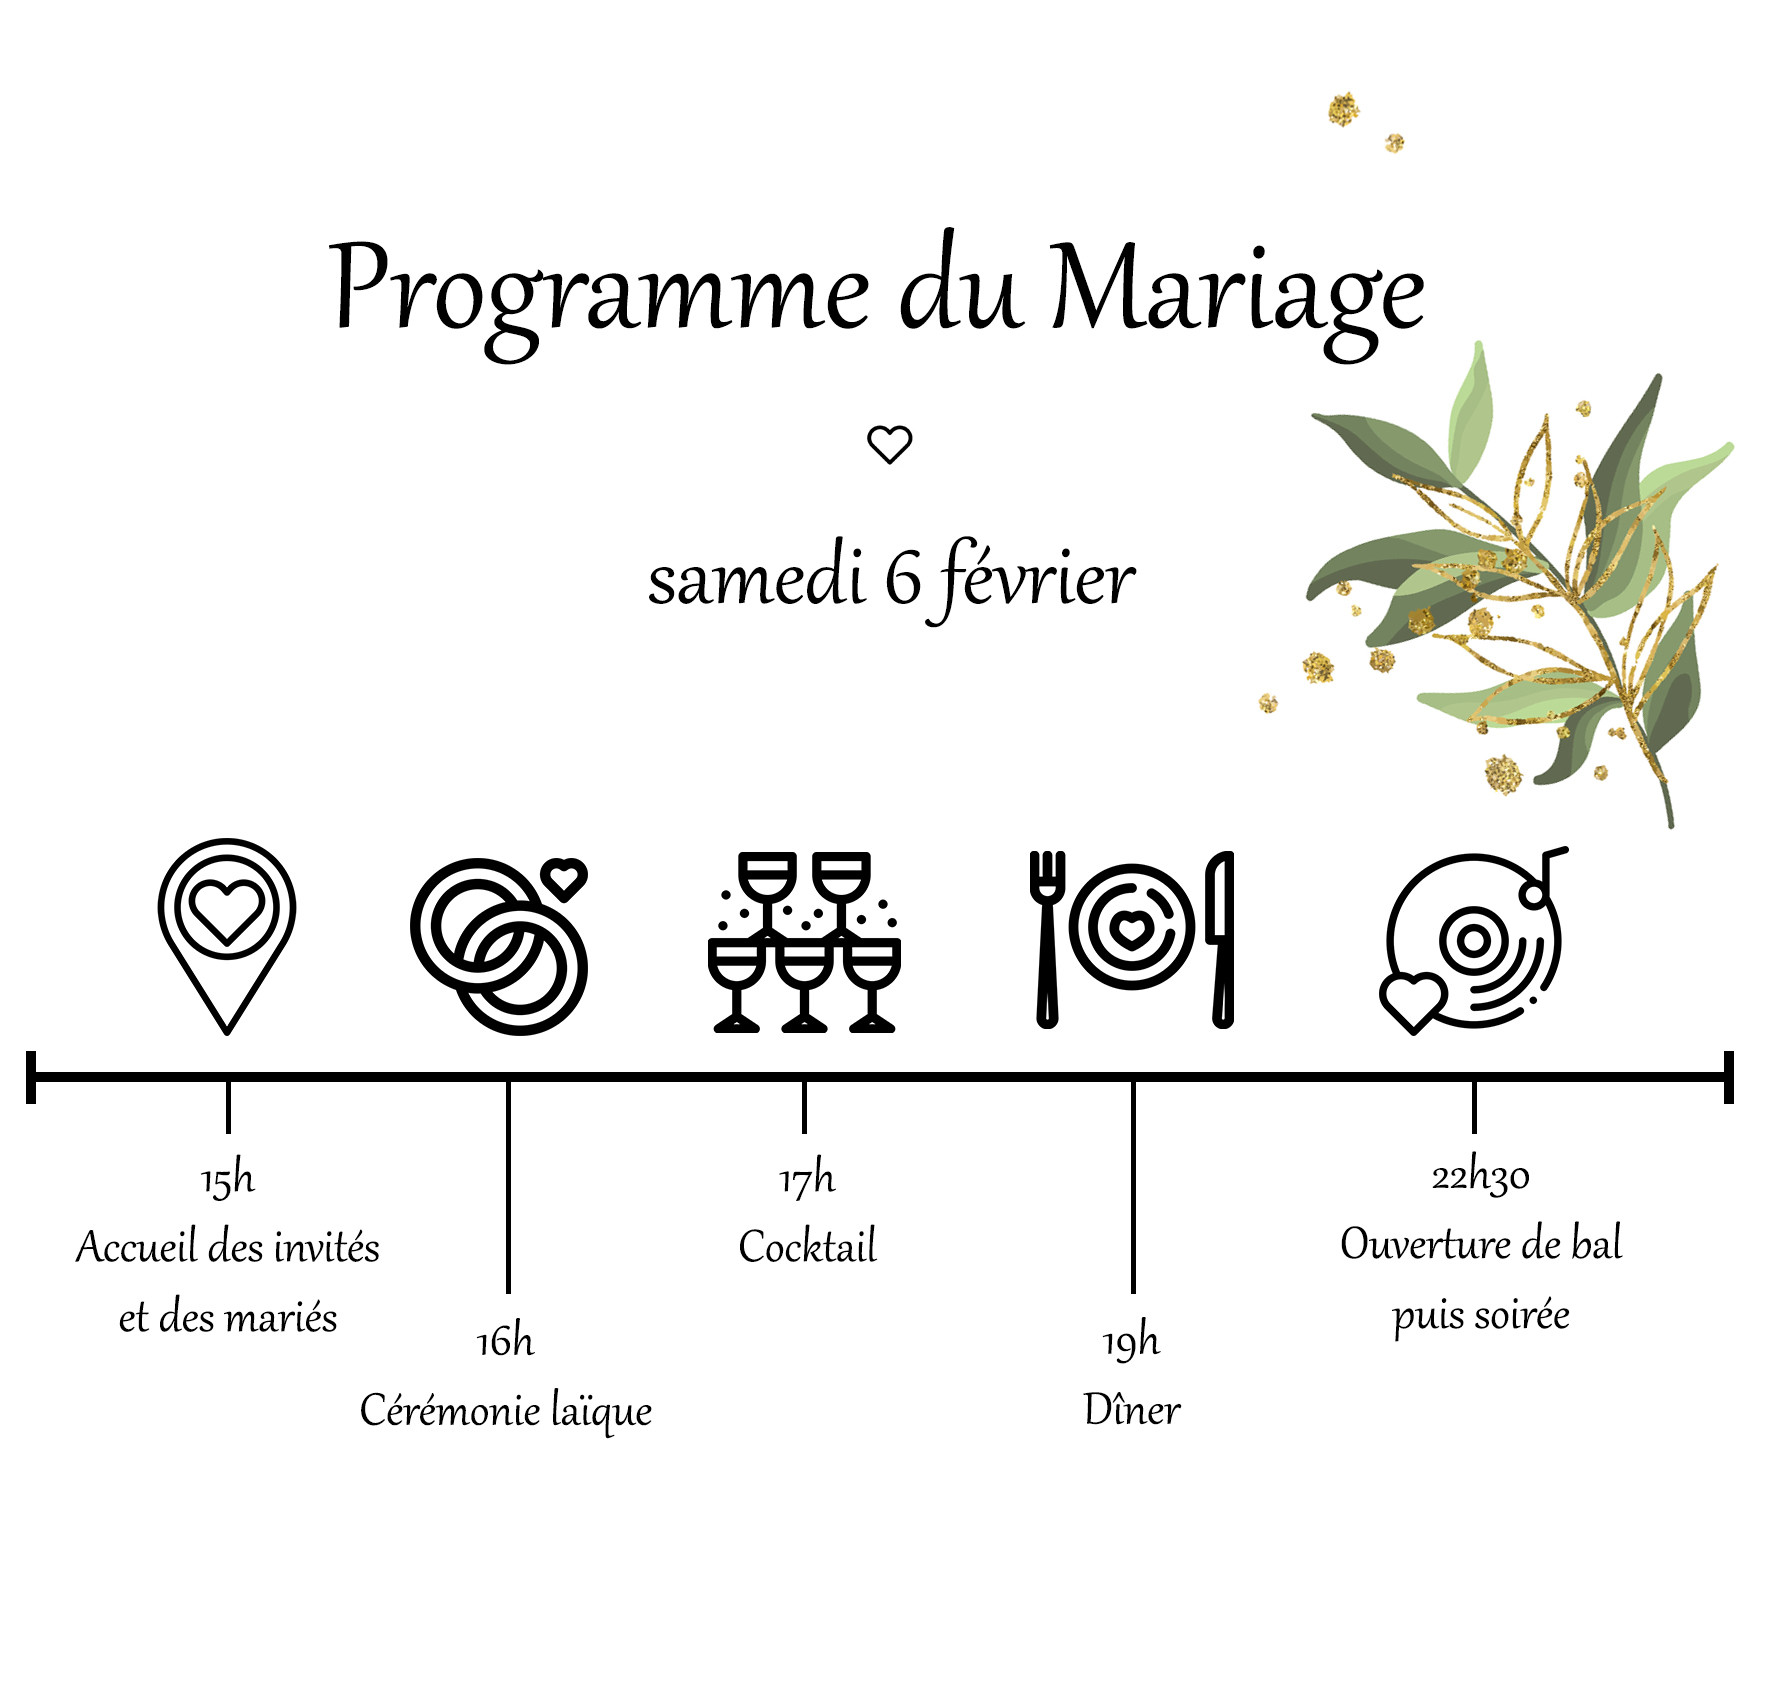 Programme du Mariage
samedi 6 février
15h
Accueil des invités
et des mariés
16h
Cérémonie laïque
17h
Cocktail
19h
Dîner
22h30
Ouverture de bal
puis soirée